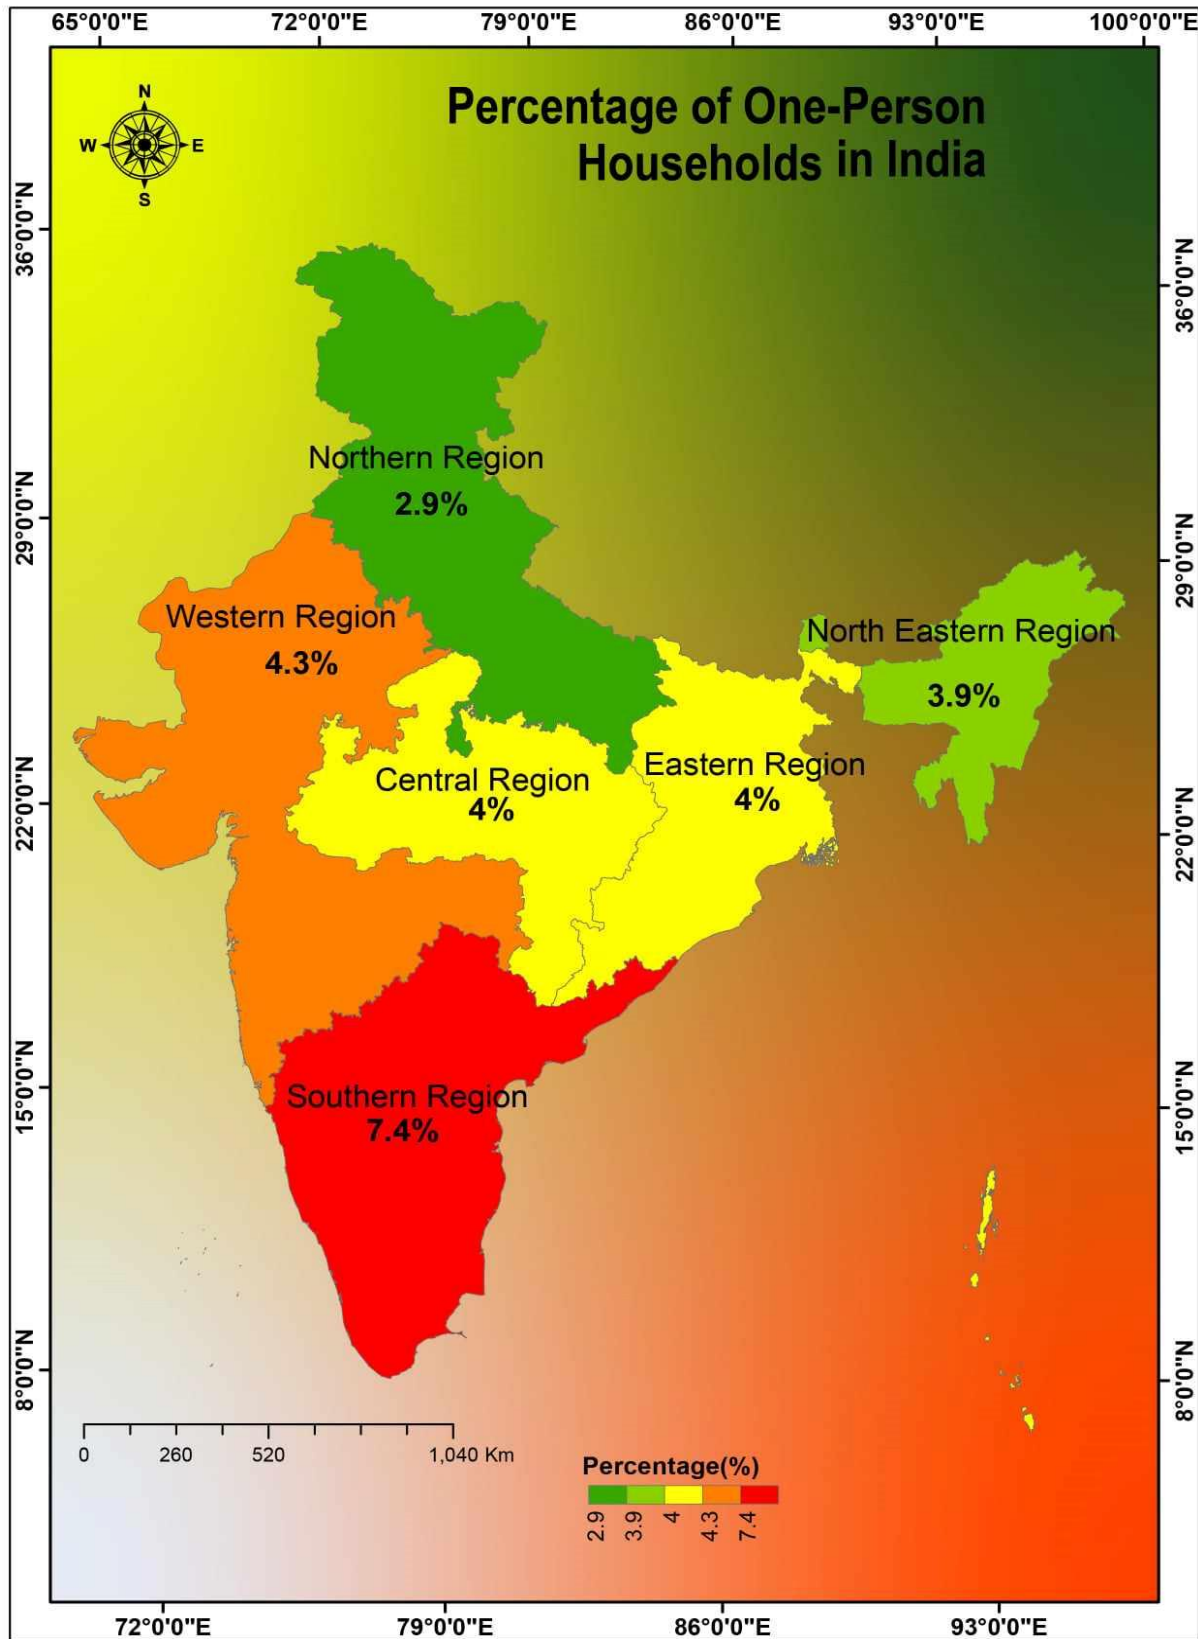 65°0'0"E 72°0'0"E 79°0'0"E 86°0'0"E 93°0'0"E 100°0'0"E
Percentage of One-Person
Households in India
N
W E
S
36°0'0"N
29°0'0"N
22°0'0"N
15°0'0"N
8°0'0"N
36°0'0"N
29°0'0"N
22°0'0"N
15°0'0"N
8°0'0"N
Northern Region
2.9%
Western Region
4.3%
North Eastern Region
3.9%
Central Region
4%
Eastern Region
4%
Southern Region
7.4%
0 260 520 1,040 Km
Percentage(%)
2.9 3.9 4 4.3 7.4
72°0'0"E 79°0'0"E 86°0'0"E 93°0'0"E